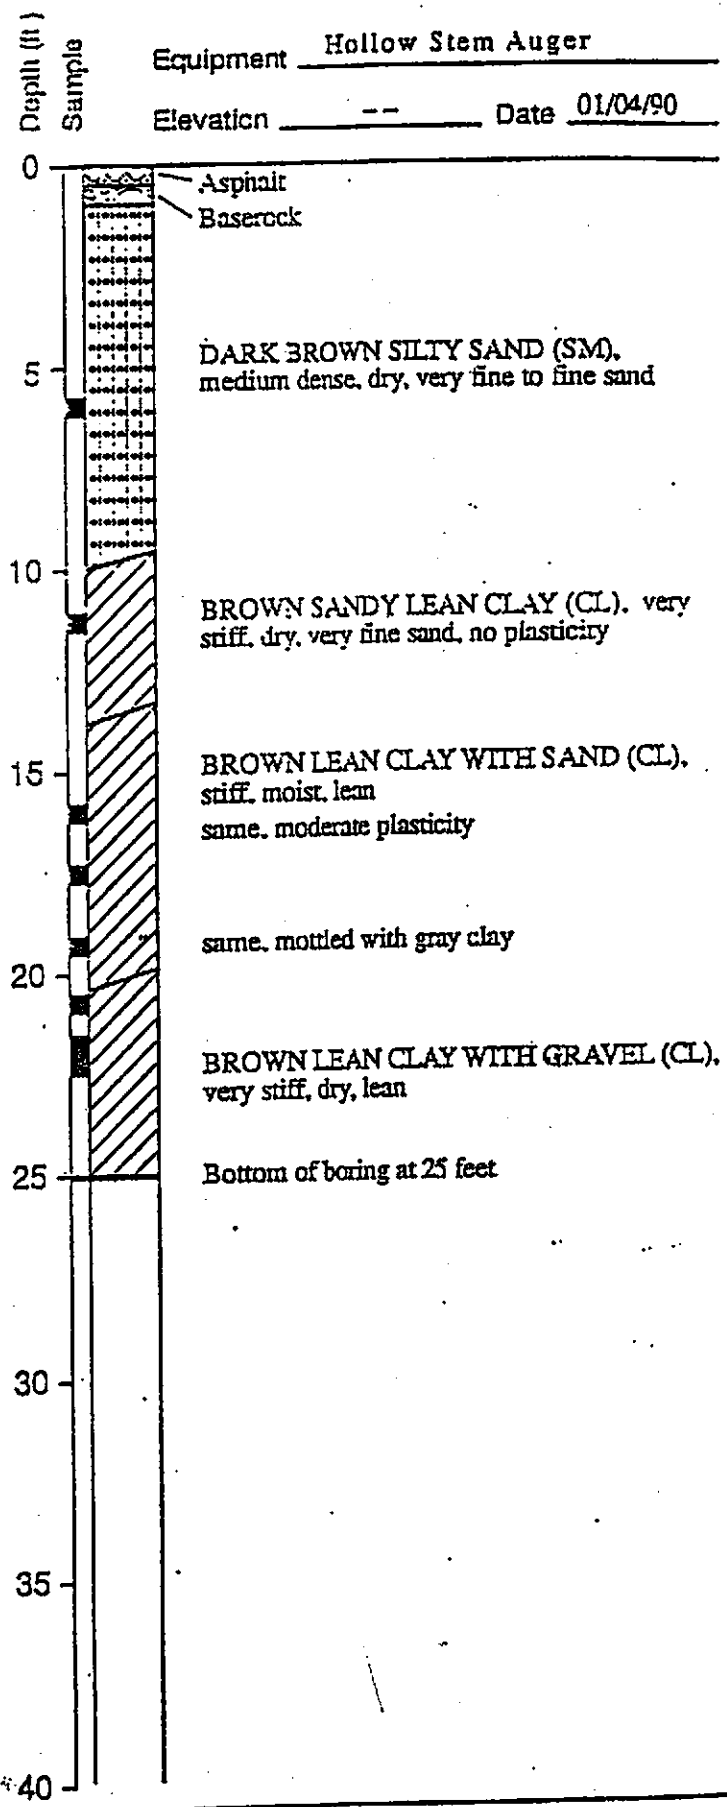 Depth (ft)
Sample
Equipment Hollow Stem Auger
Elevation -- Date 01/04/90
0
Asphalt
Baserock
DARK BROWN SILTY SAND (SM),
5
medium dense, dry, very fine to fine sand
10
BROWN SANDY LEAN CLAY (CL), very
stiff, dry, very fine sand, no plasticity
BROWN LEAN CLAY WITH SAND (CL),
15
stiff, moist, lean
same, moderate plasticity
same, mottled with gray clay
20
BROWN LEAN CLAY WITH GRAVEL (CL),
very stiff, dry, lean
25
Bottom of boring at 25 feet
30
35
40